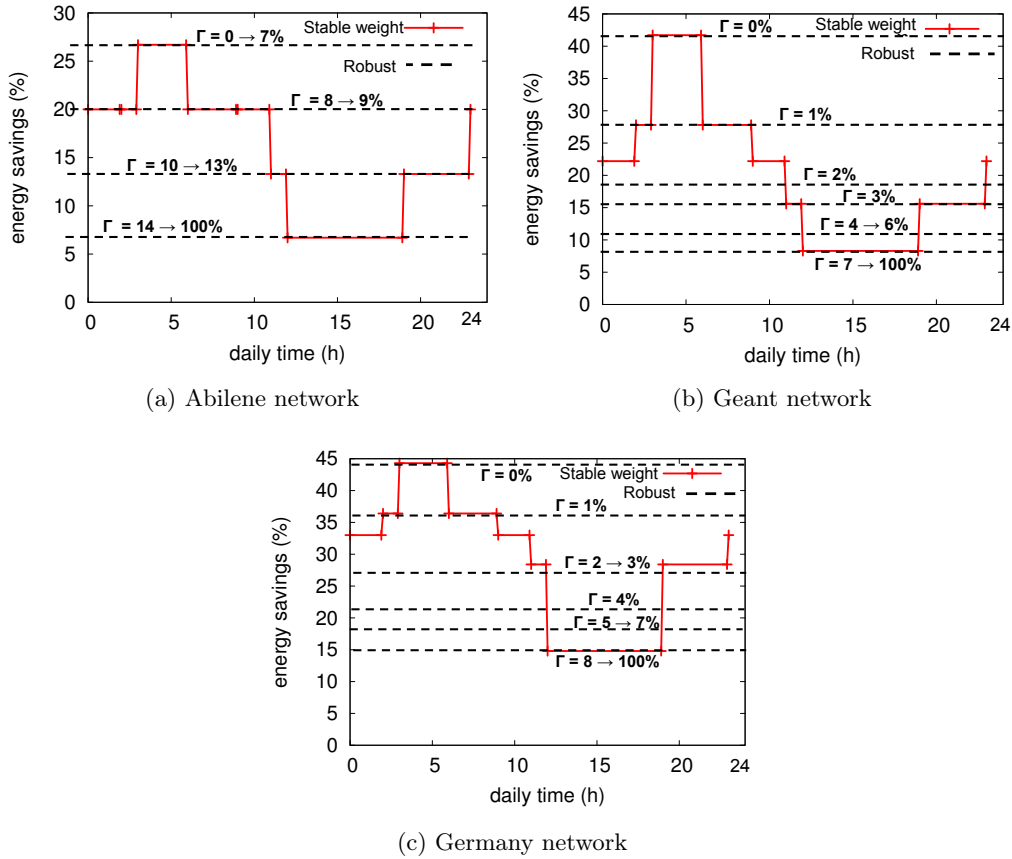 30
25
20
15
10
5
0
energy savings (%)
Γ = 0 → 7%
Stable weight
Robust
Γ = 8 → 9%
Γ = 10 → 13%
Γ = 14 → 100%
0 5 10 15 20 24
daily time (h)
(a) Abilene network
45
40
35
30
25
20
15
10
5
0
energy savings (%)
Γ = 0%
Stable weight
Robust
Γ = 1%
Γ = 2%
Γ = 3%
Γ = 4 → 6%
Γ = 7 → 100%
0 5 10 15 20 24
daily time (h)
(b) Geant network
45
40
35
30
25
20
15
10
5
0
energy savings (%)
Stable weight
Γ = 0%
Robust
Γ = 1%
Γ = 2 → 3%
Γ = 4%
Γ = 5 → 7%
Γ = 8 → 100%
0 5 10 15 20 24
daily time (h)
(c) Germany network